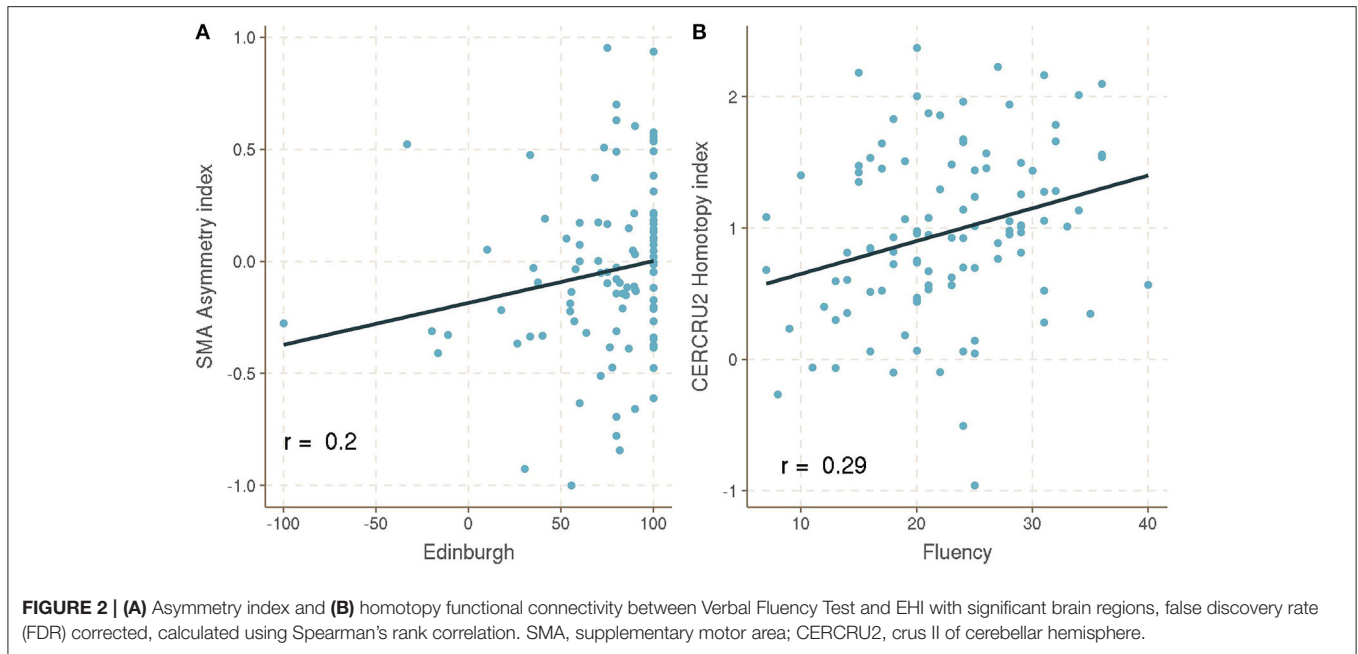 A
1.0
0.5
0.0
-0.5
-1.0
SMA Asymmetry index
r = 0.2
-100 -50 0 50 100
Edinburgh
B
2
1
0
-1
CERCRU2 Homotopy index
r = 0.29
10 20 30 40
Fluency
FIGURE 2 | (A) Asymmetry index and (B) homotopy functional connectivity between Verbal Fluency Test and EHI with significant brain regions, false discovery rate
(FDR) corrected, calculated using Spearman's rank correlation. SMA, supplementary motor area; CERCRU2, crus II of cerebellar hemisphere.